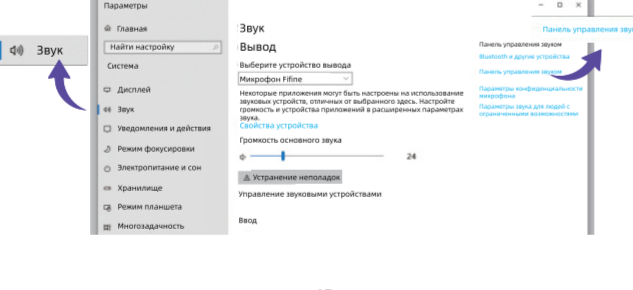 Параметры
Звук
Главная
Найти настройку
Система
Дисплей
Звук
Уведомления и действия
Режим фокусировки
Электропитание и сон
Хранилище
Режим планшета
Многозадачность
Звук
Вывод
Выберите устройство вывода
Микрофон Fifine
Некоторые приложения могут быть настроены на использование
звуковых устройств, отличных от выбранного здесь. Настройте
громкость и устройства приложений в расширенных параметрах
звука.
Свойства устройства
Громкость основного звука
24
Устранение неполадок
Управление звуковыми устройствами
Ввод
Панель управления зву
Панель управления звуком
Bluetooth и другие устройства
Панель управления звуком
Параметры конфиденциальности
микрофона
Параметры звука для людей с
ограниченными возможностями